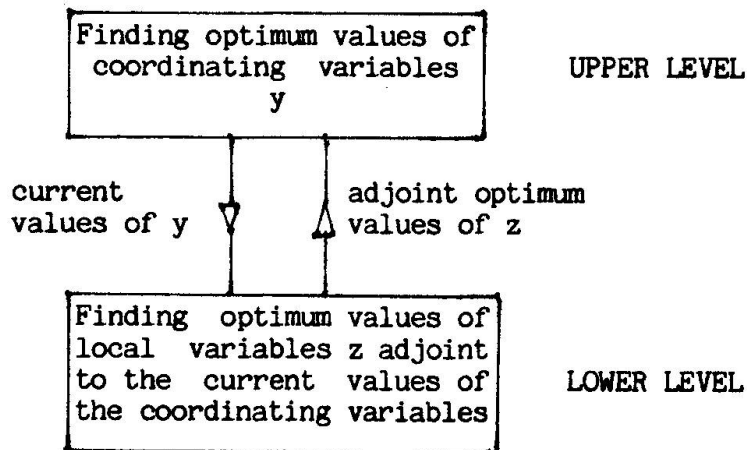 Finding optimum values of
coordinating variables
y
UPPER LEVEL
current
values of y
adjoint optimum
values of z
Finding optimum values of
local variables z adjoint
to the current values of
the coordinating variables
LOWER LEVEL